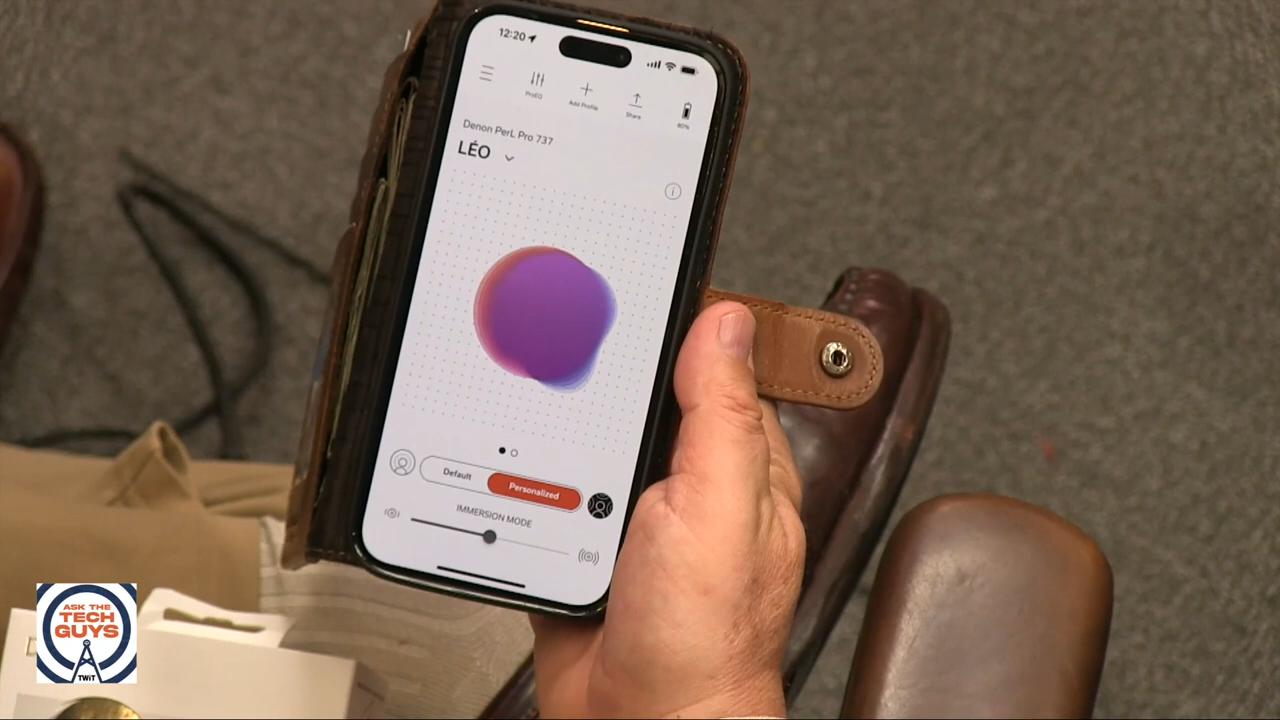 12:20
ProEQ
Add Profile
Share
80%
Denon PerL Pro 737
LÉO
Default
Personalized
IMMERSION MODE
ASK THE
TECH
GUYS
TWiT